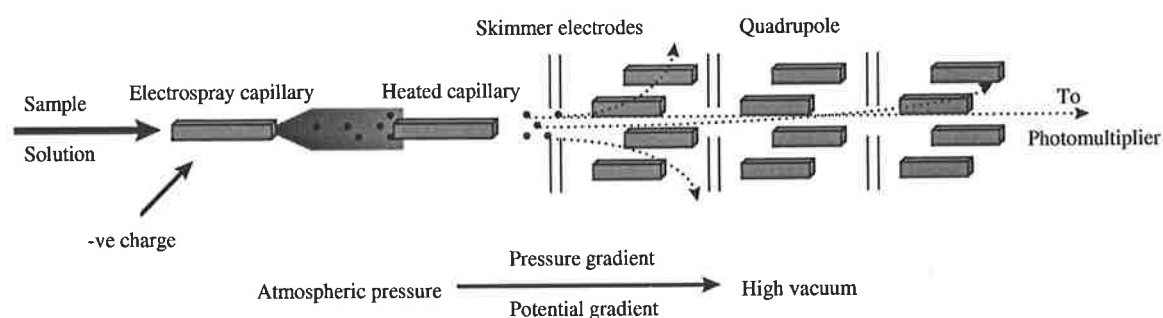 Skimmer electrodes
Quadrupole
Sample
Electrospray capillary
Heated capillary
To
Solution
Photomultiplier
-ve charge
Pressure gradient
Atmospheric pressure
High vacuum
Potential gradient